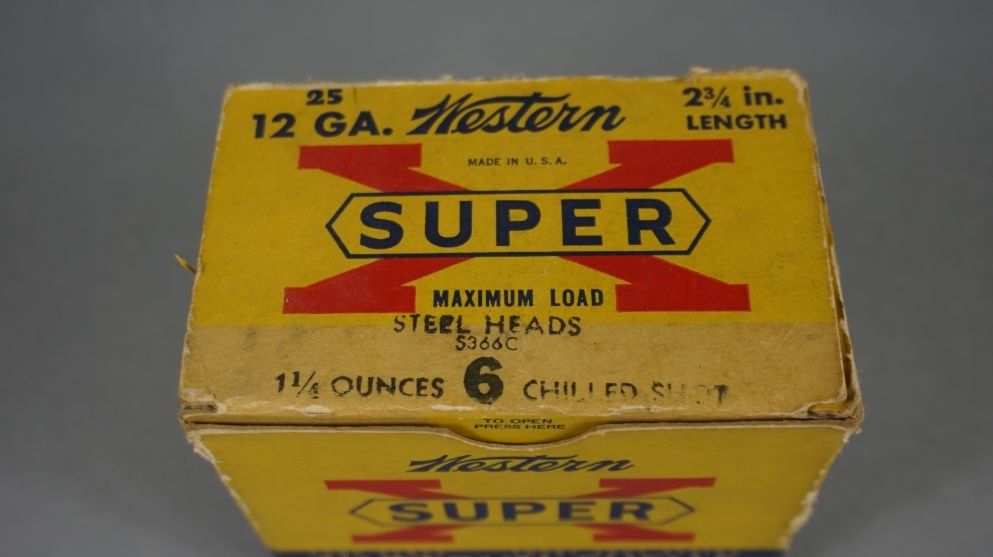 25
12 GA. Western 2¾ in.
LENGTH
MADE IN U.S.A.
X
SUPER
MAXIMUM LOAD
STEEL HEADS
S366C
1¼ OUNCES 6 CHILLED SHOT
TO OPEN
PRESS HERE
Western
X
SUPER